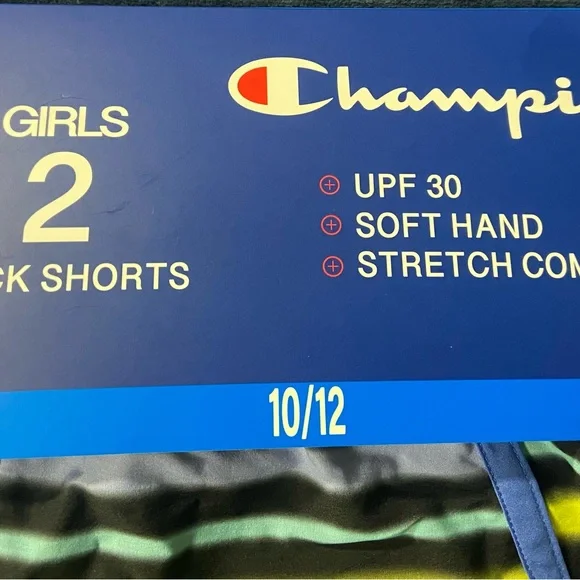 Champi
GIRLS
2
CK SHORTS
UPF 30
SOFT HAND
STRETCH COM
10/12